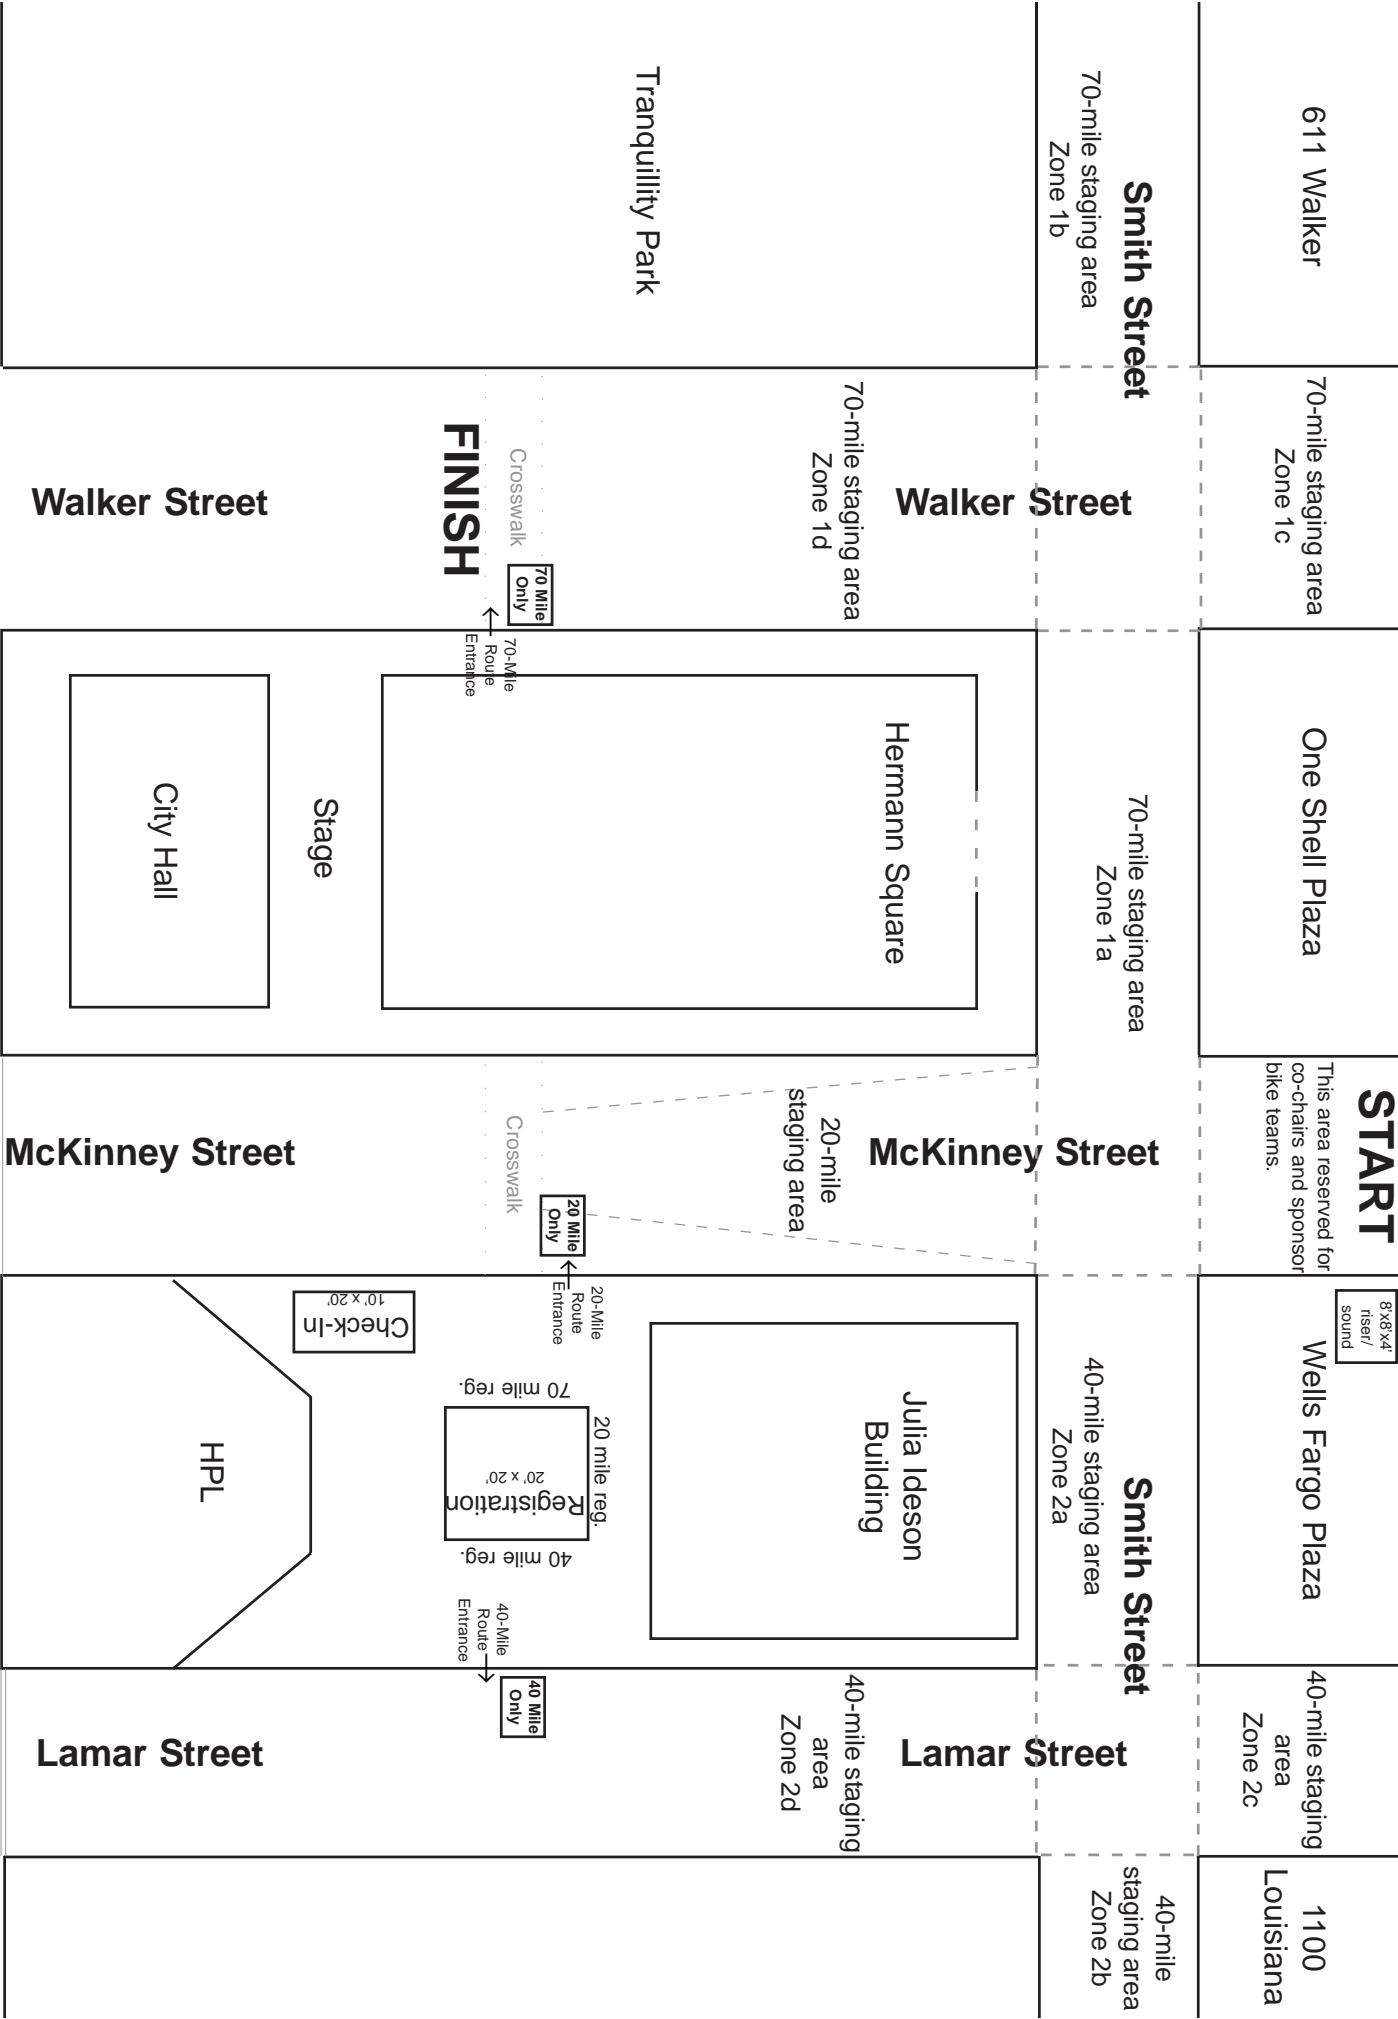 611 Walker
Smith Street
70-mile staging area
Zone 1b
Tranquillity Park
70-mile staging area
Zone 1c
Walker Street
70-mile staging area
Zone 1d
Crosswalk
FINISH
Walker Street
70 Mile
Only
70-Mile
Route
Entrance
One Shell Plaza
70-mile staging area
Zone 1a
Hermann Square
Stage
City Hall
START
This area reserved for
co-chairs and sponsor
bike teams.
McKinney Street
20-mile
staging area
Crosswalk
McKinney Street
20 Mile
Only
20-Mile
Route
Entrance
8'x8'x4'
riser/
sound
Wells Fargo Plaza
Smith Street
40-mile staging area
Zone 2a
Julia Ideson
Building
Check-In
10' x 20'
70 mile reg.
20 mile reg.
Registration
20' x 20'
40 mile reg.
HPL
40-Mile
Route
Entrance
40 Mile
Only
40-mile staging
area
Zone 2c
Lamar Street
40-mile staging
area
Zone 2d
Lamar Street
1100
Louisiana
40-mile
staging area
Zone 2b